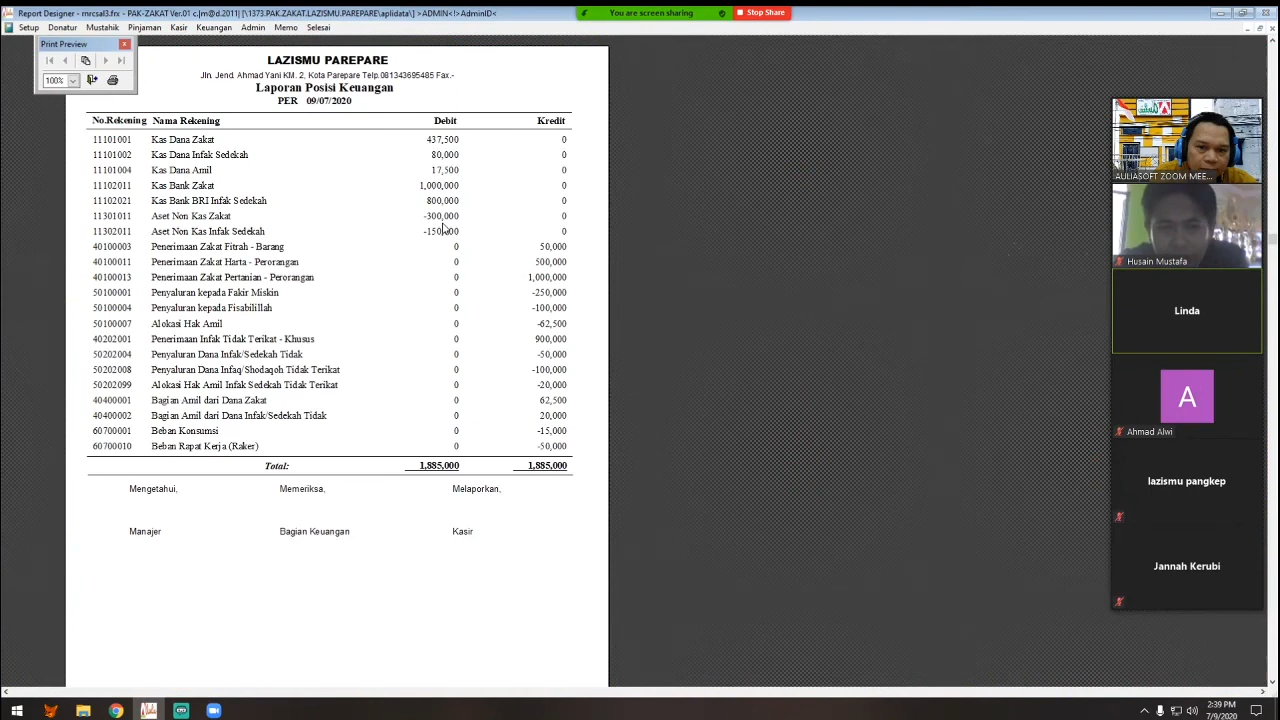 Report Designer - rnrcsal3.frx - PAK-ZAKAT Ver.01 c.|m@d.2011| [\1373.PAK.ZAKAT.LAZISMU.PAREPARE\aplidata\] >ADMIN<!>AdminID<
You are screen sharing
Stop Share
Setup Donatur Mustahik Pinjaman Kasir Keuangan Admin Memo Selesai
Print Preview
100%
LAZISMU PAREPARE
Jln. Jend. Ahmad Yani KM. 2, Kota Parepare Telp.081343695485 Fax.-
Laporan Posisi Keuangan
PER 09/07/2020
No.Rekening Nama Rekening Debit Kredit
11101001 Kas Dana Zakat 437,500 0
11101002 Kas Dana Infak Sedekah 80,000 0
11101004 Kas Dana Amil 17,500 0
11102011 Kas Bank Zakat 1,000,000 0
11102021 Kas Bank BRI Infak Sedekah 800,000 0
11301011 Aset Non Kas Zakat -300,000 0
11302011 Aset Non Kas Infak Sedekah -150,000 0
40100003 Penerimaan Zakat Fitrah - Barang 0 50,000
40100011 Penerimaan Zakat Harta - Perorangan 0 500,000
40100013 Penerimaan Zakat Pertanian - Perorangan 0 1,000,000
50100001 Penyaluran kepada Fakir Miskin 0 -250,000
50100004 Penyaluran kepada Fisabilillah 0 -100,000
50100007 Alokasi Hak Amil 0 -62,500
40202001 Penerimaan Infak Tidak Terikat - Khusus 0 900,000
50202004 Penyaluran Dana Infak/Sedekah Tidak 0 -50,000
50202008 Penyaluran Dana Infaq/Shodaqoh Tidak Terikat 0 -100,000
50202099 Alokasi Hak Amil Infak Sedekah Tidak Terikat 0 -20,000
40400001 Bagian Amil dari Dana Zakat 0 62,500
40400002 Bagian Amil dari Dana Infak/Sedekah Tidak 0 20,000
60700001 Beban Konsumsi 0 -15,000
60700010 Beban Rapat Kerja (Raker) 0 -50,000
Total: 1,885,000 1,885,000
Mengetahui, Memeriksa, Melaporkan,
Manajer Bagian Keuangan Kasir
AULIASOFT ZOOM MEE...
Husain Mustafa
Linda
A
Ahmad Alwi
lazismu pangkep
Jannah Kerubi
2:39 PM
7/9/2020